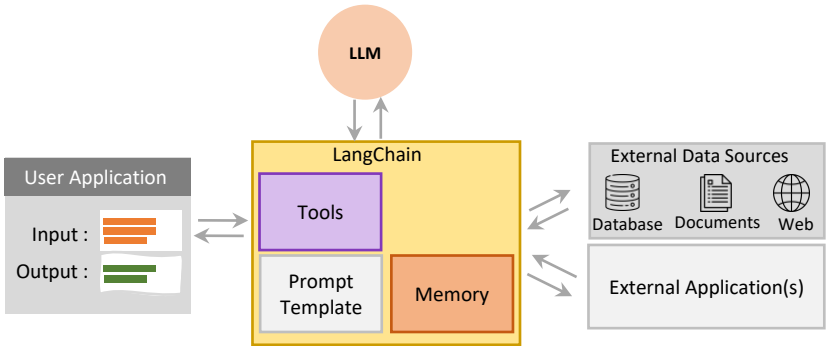 LLM
LangChain
User Application
Input :
Output :
Tools
Prompt
Template
Memory
External Data Sources
Database
Documents
Web
External Application(s)